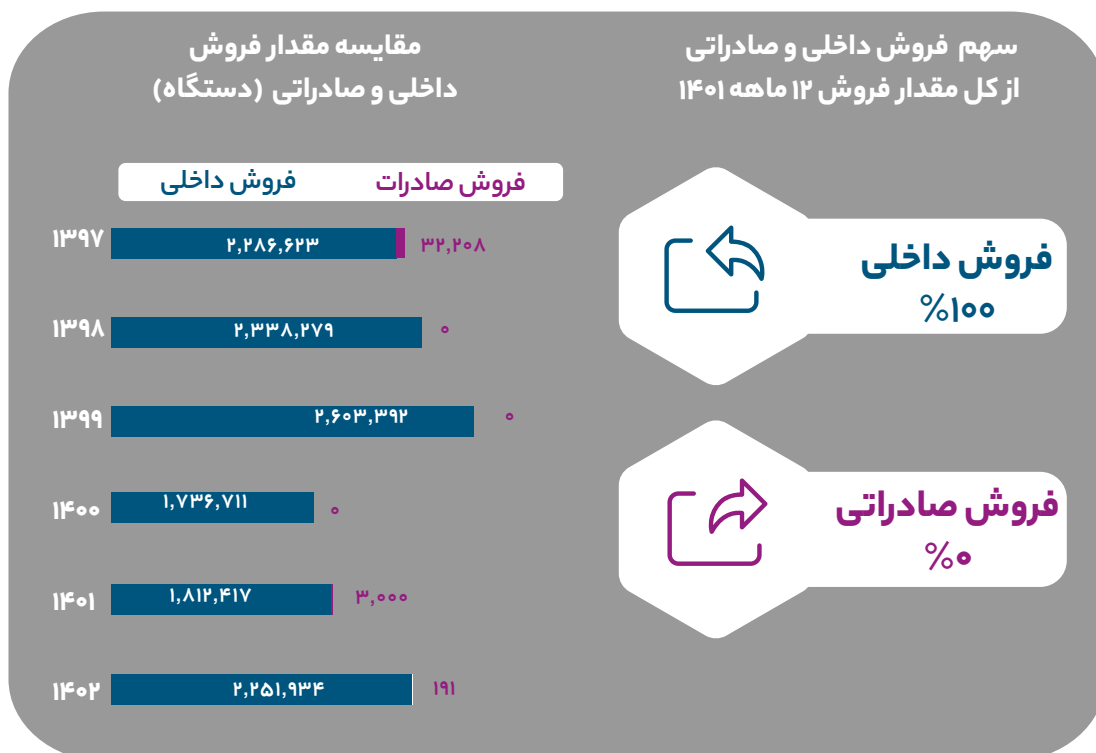 سهم فروش داخلی و صادراتی
از کل مقدار فروش ۱۲ ماهه ۱۴۰۱
فروش داخلی
%۱۰۰
فروش صادراتی
%۰
مقایسه مقدار فروش
داخلی و صادراتی (دستگاه)
فروش صادرات فروش داخلی
۱۳۹۷ ۲,۲۸۶,۶۲۳ ۳۲,۲۰۸
۱۳۹۸ ۲,۳۳۸,۲۷۹ ۰
۱۳۹۹ ۲,۶۰۳,۳۹۲ ۰
۱۴۰۰ ۱,۷۳۶,۷۱۱ ۰
۱۴۰۱ ۱,۸۱۲,۴۱۷ ۳,۰۰۰
۱۴۰۲ ۲,۲۵۱,۹۳۴ ۱۹۱